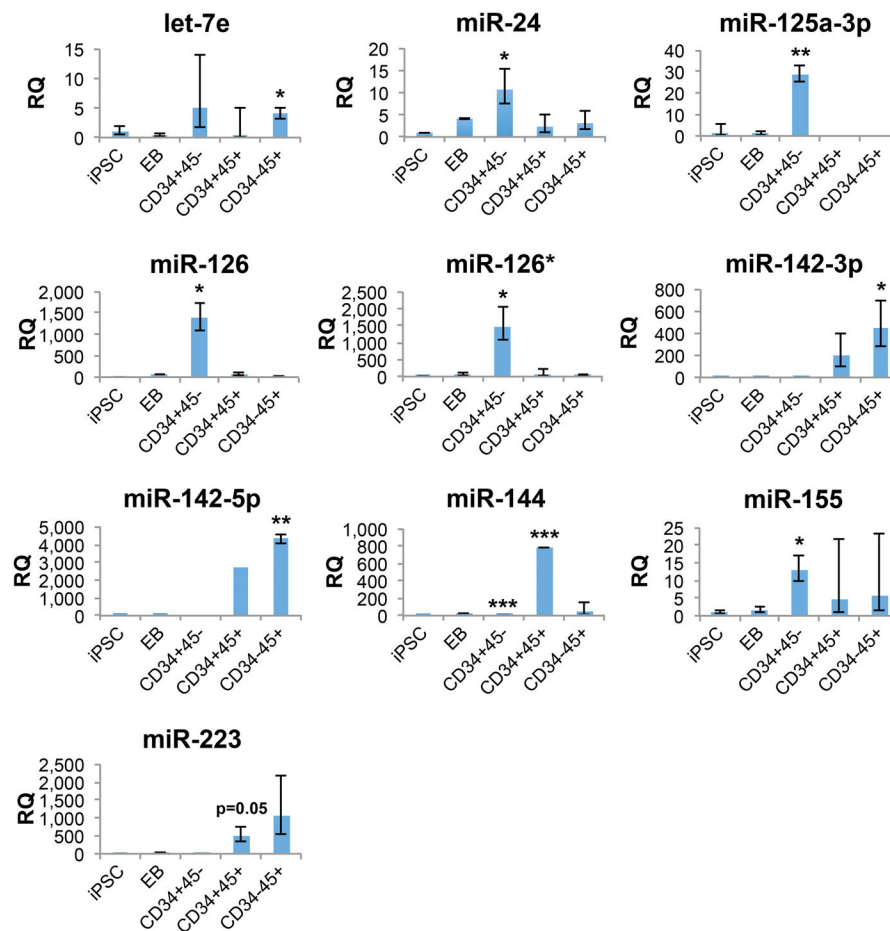 let-7e
RQ
15
10
5
0
iPSC
EB
CD34+45-
CD34+45+
CD34-45+
*
miR-24
RQ
20
15
10
5
0
iPSC
EB
CD34+45-
CD34+45+
CD34-45+
*
miR-125a-3p
RQ
40
30
20
10
0
iPSC
EB
CD34+45-
CD34+45+
CD34-45+
**
miR-126
RQ
2,000
1,500
1,000
500
0
iPSC
EB
CD34+45-
CD34+45+
CD34-45+
*
miR-126*
RQ
2,500
2,000
1,500
1,000
500
0
iPSC
EB
CD34+45-
CD34+45+
CD34-45+
*
miR-142-3p
RQ
800
600
400
200
0
iPSC
EB
CD34+45-
CD34+45+
CD34-45+
*
miR-142-5p
RQ
5,000
4,000
3,000
2,000
1,000
0
iPSC
EB
CD34+45-
CD34+45+
CD34-45+
**
miR-144
RQ
1,000
800
600
400
200
0
iPSC
EB
CD34+45-
CD34+45+
CD34-45+
***
***
miR-155
RQ
25
20
15
10
5
0
iPSC
EB
CD34+45-
CD34+45+
CD34-45+
*
miR-223
RQ
2,500
2,000
1,500
1,000
500
0
iPSC
EB
CD34+45-
CD34+45+
CD34-45+
p=0.05